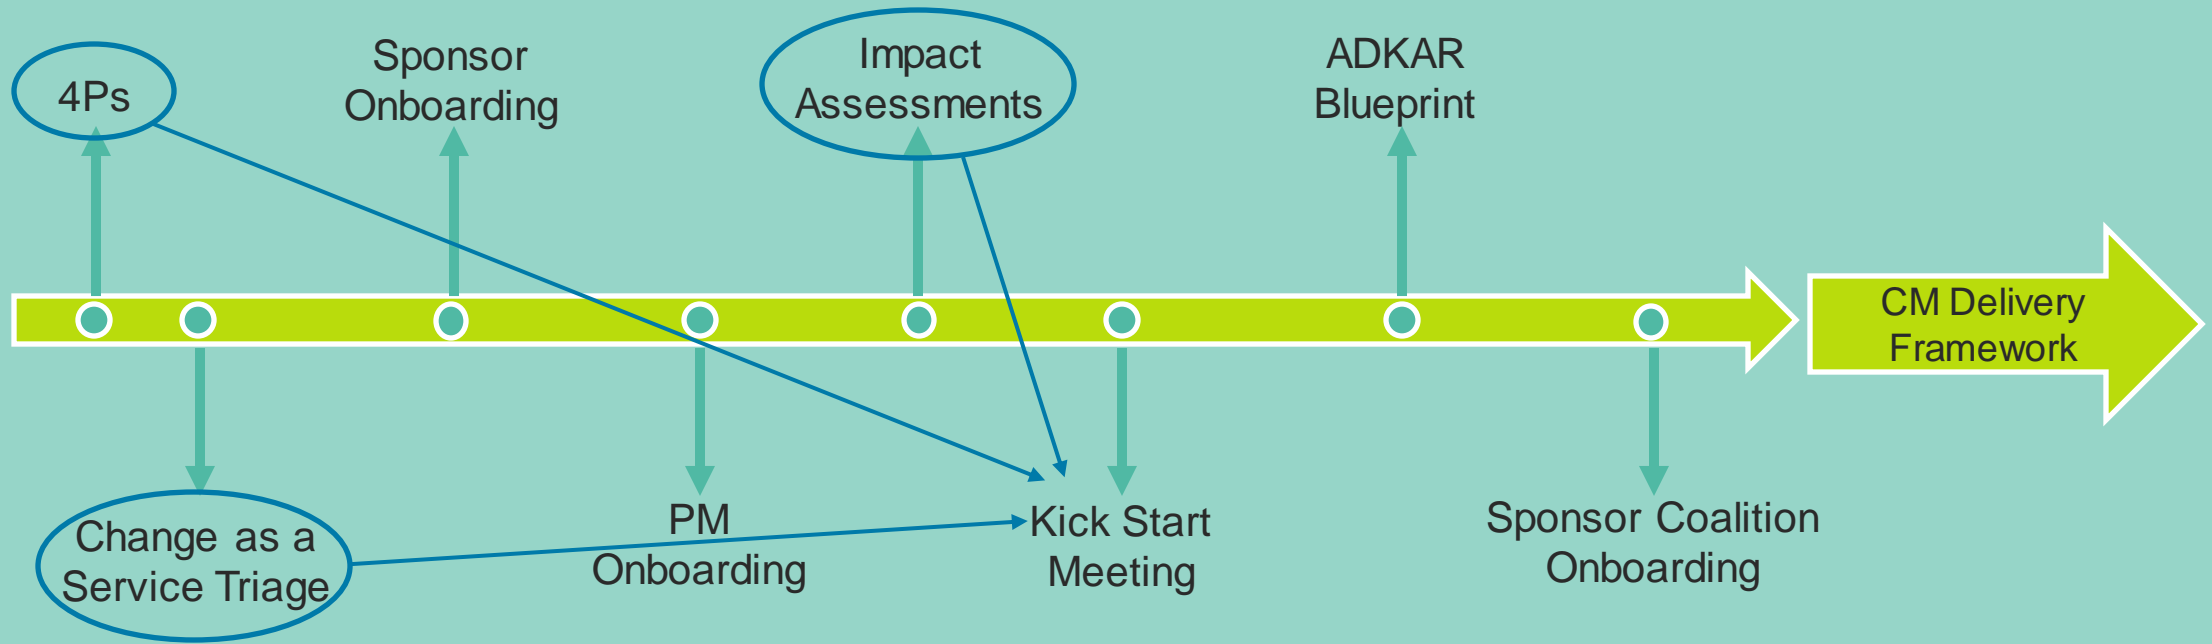 4Ps
Sponsor
Onboarding
Impact
Assessments
ADKAR
Blueprint
CM Delivery
Framework
Change as a
Service Triage
PM
Onboarding
Kick Start
Meeting
Sponsor Coalition
Onboarding